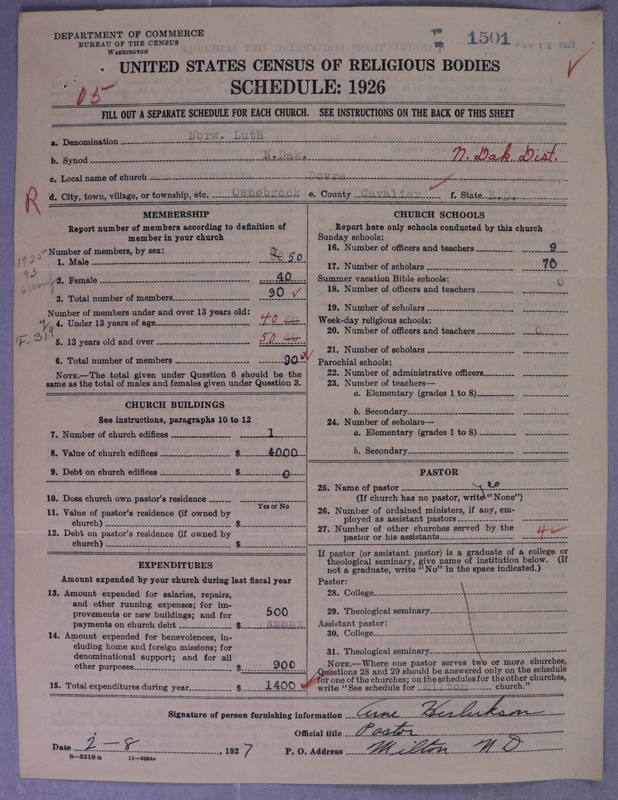 DEPARTMENT OF COMMERCE
BUREAU OF THE CENSUS
WASHINGTON
1501
UNITED STATES CENSUS OF RELIGIOUS BODIES
SCHEDULE: 1926
05
FILL OUT A SEPARATE SCHEDULE FOR EACH CHURCH. SEE INSTRUCTIONS ON THE BACK OF THIS SHEET
a. Denomination Norw. Luth
b. Synod N.Dak. N. Dak. Dist.
c. Local name of church Dovre
R
d. City, town, village, or township, etc. Osnobrock e. County Cavalier f. State N.D.
MEMBERSHIP
Report number of members according to definition of
member in your church
Number of members, by sex:
1. Male 50
2. Female 40
3. Total number of members 90
Number of members under and over 13 years old:
4. Under 13 years of age 40
5. 13 years old and over 50
6. Total number of members 90
NOTE.—The total given under Question 6 should be the
same as the total of males and females given under Question 3.
1925
93
CHURCH BUILDINGS
See instructions, paragraphs 10 to 12
7. Number of church edifices 1
8. Value of church edifices $ 4000
9. Debt on church edifices $ 0
10. Does church own pastor's residence
Yes or No
11. Value of pastor's residence (if owned by
church) $
12. Debt on pastor's residence (if owned by
church) $
EXPENDITURES
Amount expended by your church during last fiscal year
13. Amount expended for salaries, repairs,
and other running expenses; for im-
provements or new buildings; and for
payments on church debt $ 500
14. Amount expended for benevolences, in-
cluding home and foreign missions; for
denominational support; and for all
other purposes $ 900
15. Total expenditures during year $ 1400
CHURCH SCHOOLS
Report here only schools conducted by this church
Sunday schools:
16. Number of officers and teachers 9
17. Number of scholars 70
Summer vacation Bible schools:
18. Number of officers and teachers 0
19. Number of scholars
Week-day religious schools:
20. Number of officers and teachers
21. Number of scholars
Parochial schools:
22. Number of administrative officers
23. Number of teachers—
a. Elementary (grades 1 to 8)
b. Secondary
24. Number of scholars—
a. Elementary (grades 1 to 8)
b. Secondary
PASTOR
25. Name of pastor yes
(If church has no pastor, write "None")
26. Number of ordained ministers, if any, em-
ployed as assistant pastors
27. Number of other churches served by the
pastor or his assistants 4
If pastor (or assistant pastor) is a graduate of a college or
theological seminary, give name of institution below. (If
not a graduate, write "No" in the space indicated.)
Pastor:
28. College
29. Theological seminary
Assistant pastor:
30. College
31. Theological seminary
NOTE.—Where one pastor serves two or more churches,
Questions 28 and 29 should be answered only on the schedule
for one of the churches; on the schedules for the other churches,
write "See schedule for Milton church."
Signature of person furnishing information
Official title Pastor
Date 2-8, 1927 P. O. Address Milton N D
8—5518a 11—9264a